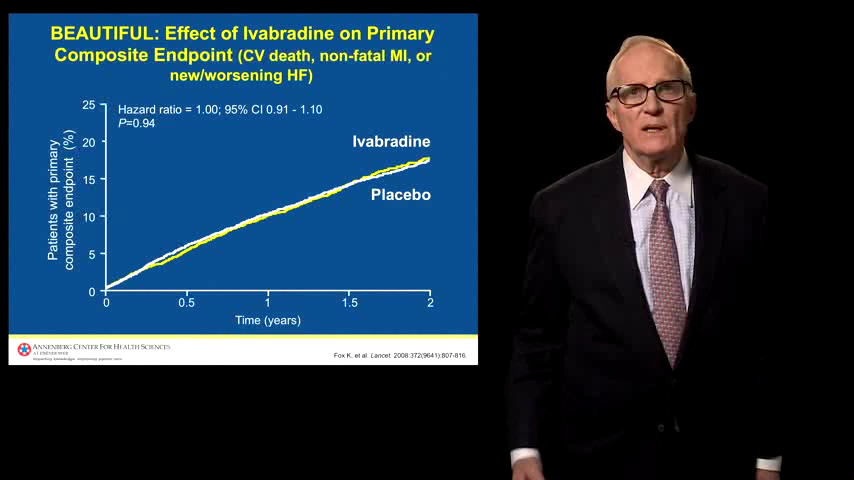 BEAUTIFUL: Effect of Ivabradine on Primary
Composite Endpoint (CV death, non-fatal MI, or
new/worsening HF)
Hazard ratio = 1.00; 95% CI 0.91 - 1.10
P=0.94
Patients with primary
composite endpoint (%)
25
20
15
10
5
0
Ivabradine
Placebo
0
0.5
1
1.5
2
Time (years)
ANNENBERG CENTER FOR HEALTH SCIENCES
AT EISENHOWER
Fox K, et al. Lancet. 2008:372(9641):807-816.